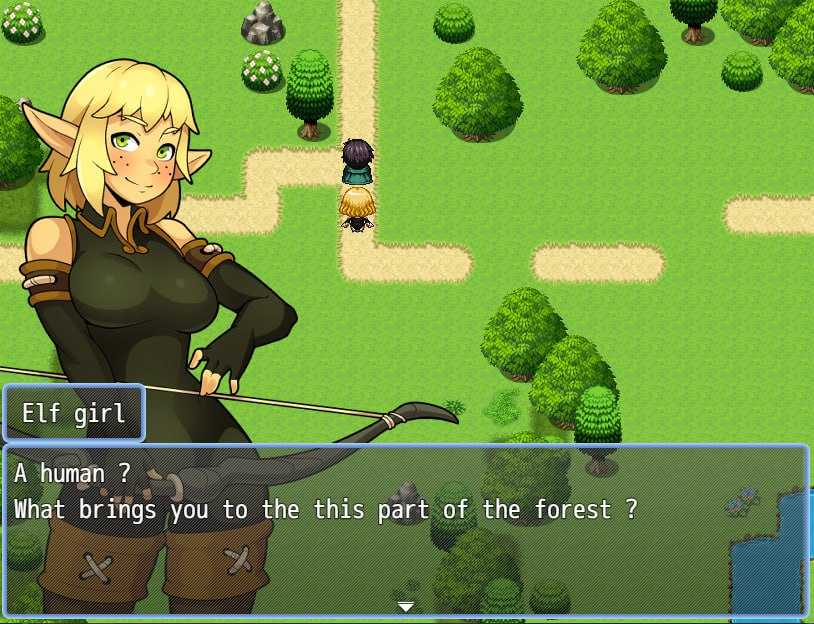 Elf girl
A human ?
What brings you to the this part of the forest ?